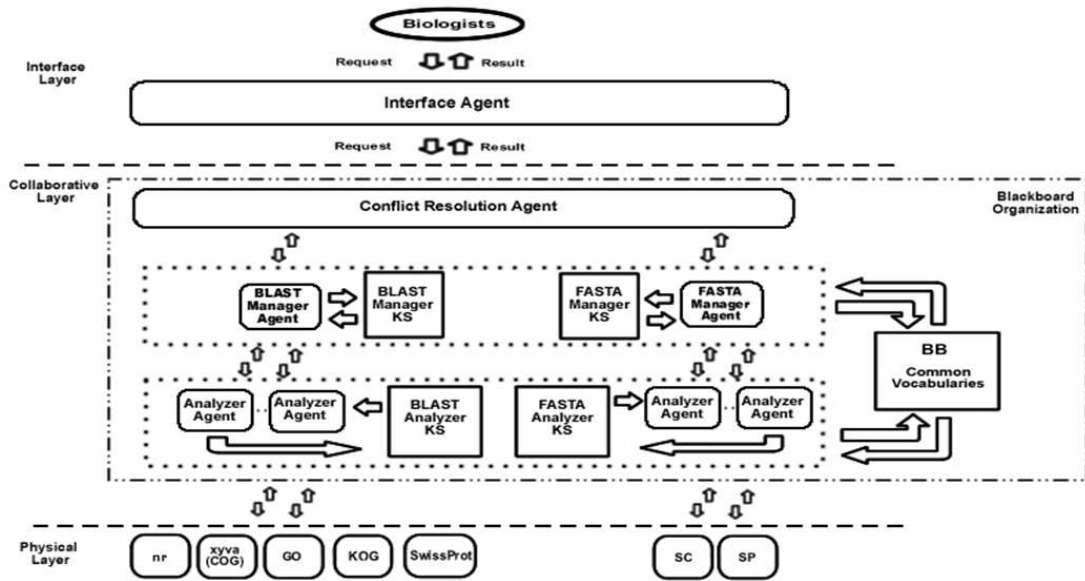 Biologists
Request
Result
Interface
Layer
Interface Agent
Request
Result
Collaborative
Layer
Conflict Resolution Agent
Blackboard
Organization
BLAST
Manager
Agent
BLAST
Manager
KS
FASTA
Manager
KS
FASTA
Manager
Agent
BB
Common
Vocabularies
Analyzer
Agent
..
Analyzer
Agent
BLAST
Analyzer
KS
FASTA
Analyzer
KS
Analyzer
Agent
..
Analyzer
Agent
Physical
Layer
nr
xyva
(COG)
GO
KOG
SwissProt
SC
SP